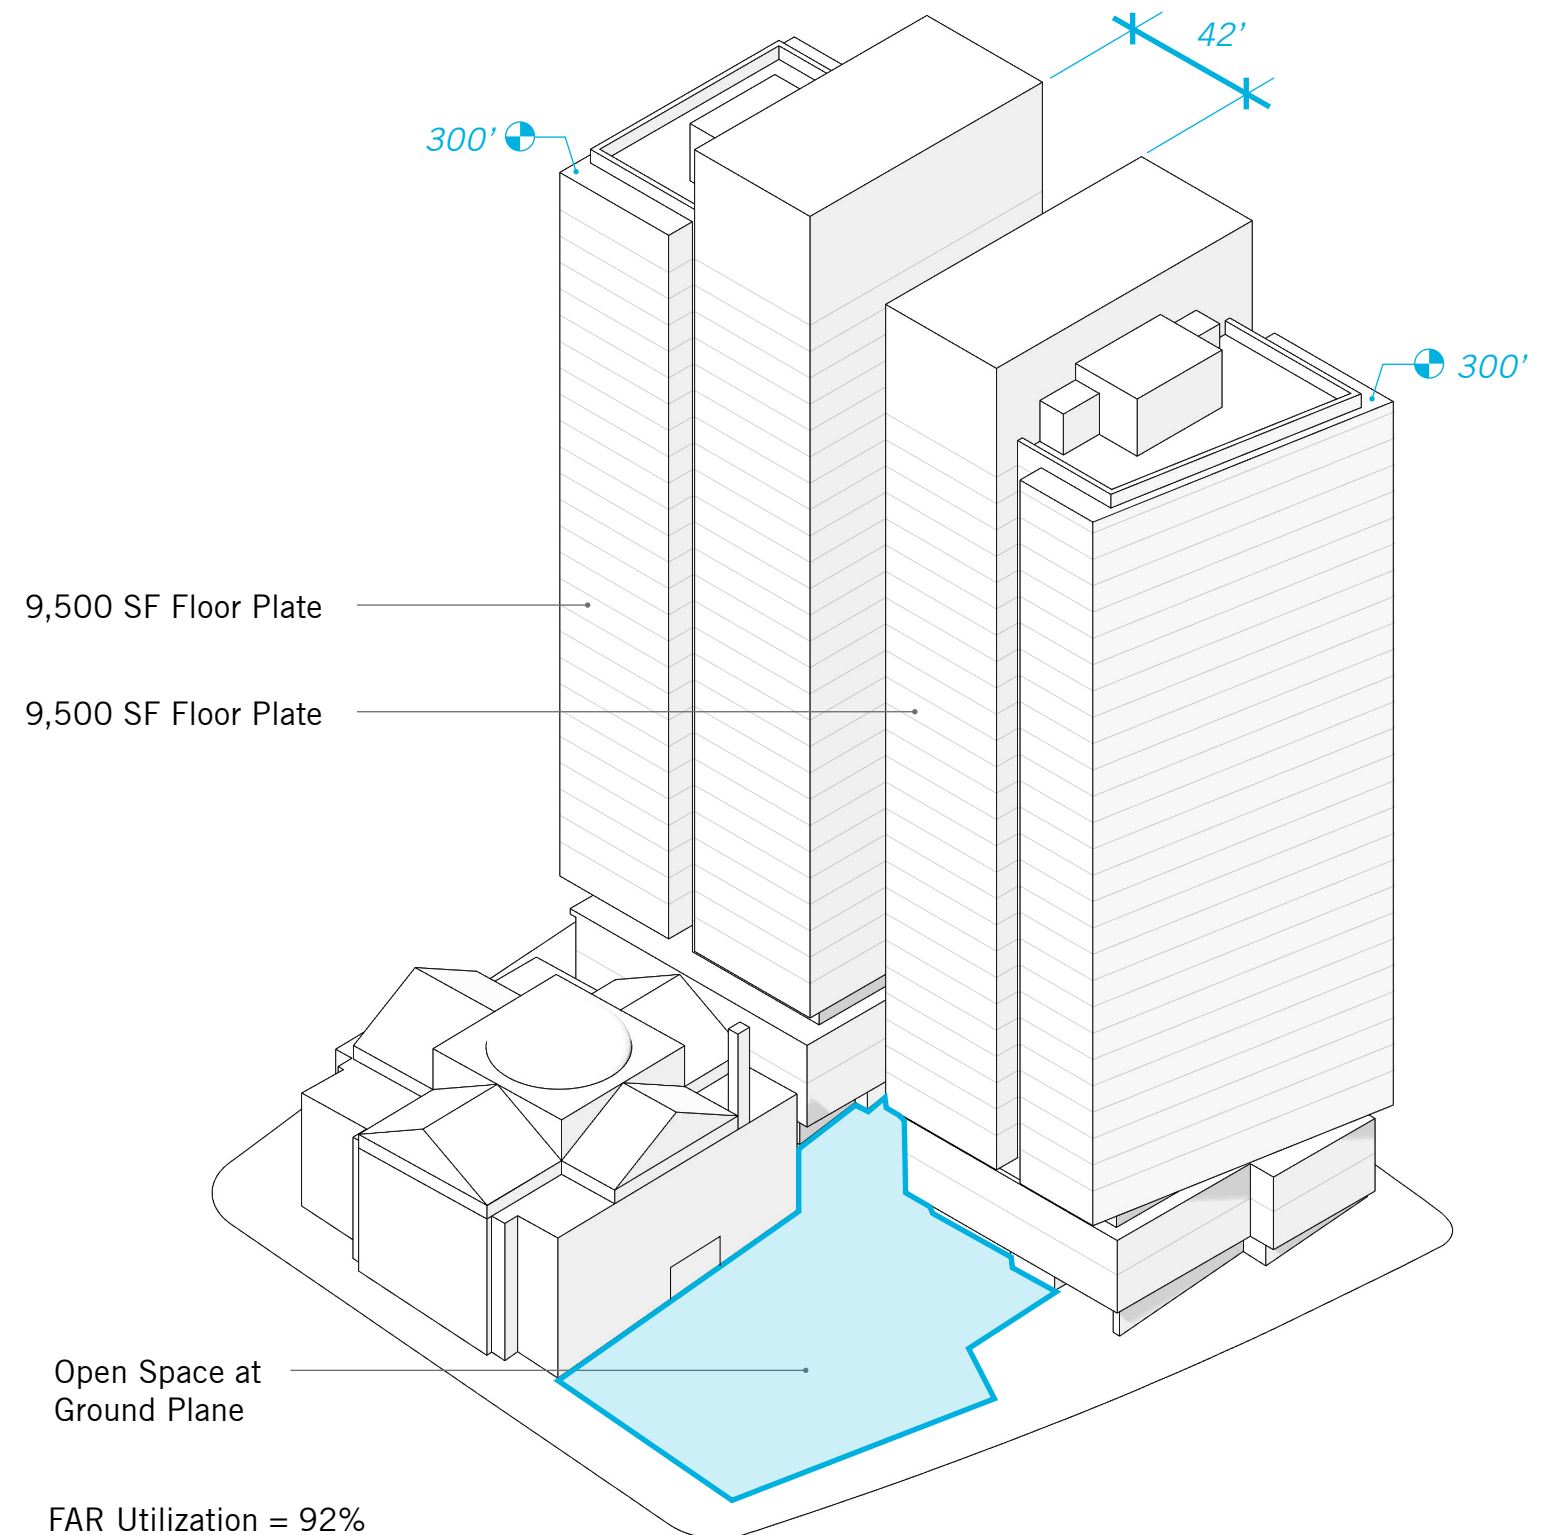 42’
300’
300’
9,500 SF Floor Plate
9,500 SF Floor Plate
Open Space at
Ground Plane
FAR Utilization = 92%